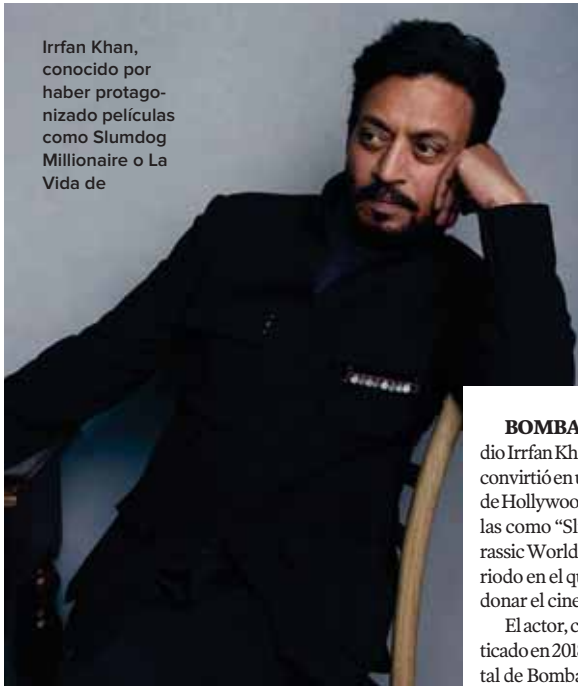 Irrfan Khan,
conocido por
haber protago-
nizado películas
como Slumdog
Millionaire o La
Vida de
BOMBA
dio Irrfan Kh
convirtió en u
de Hollywoo
las como “Sl
rassic World
riodo en el qu
donar el cine
El actor, c
ticado en 2018
tal de Bomba